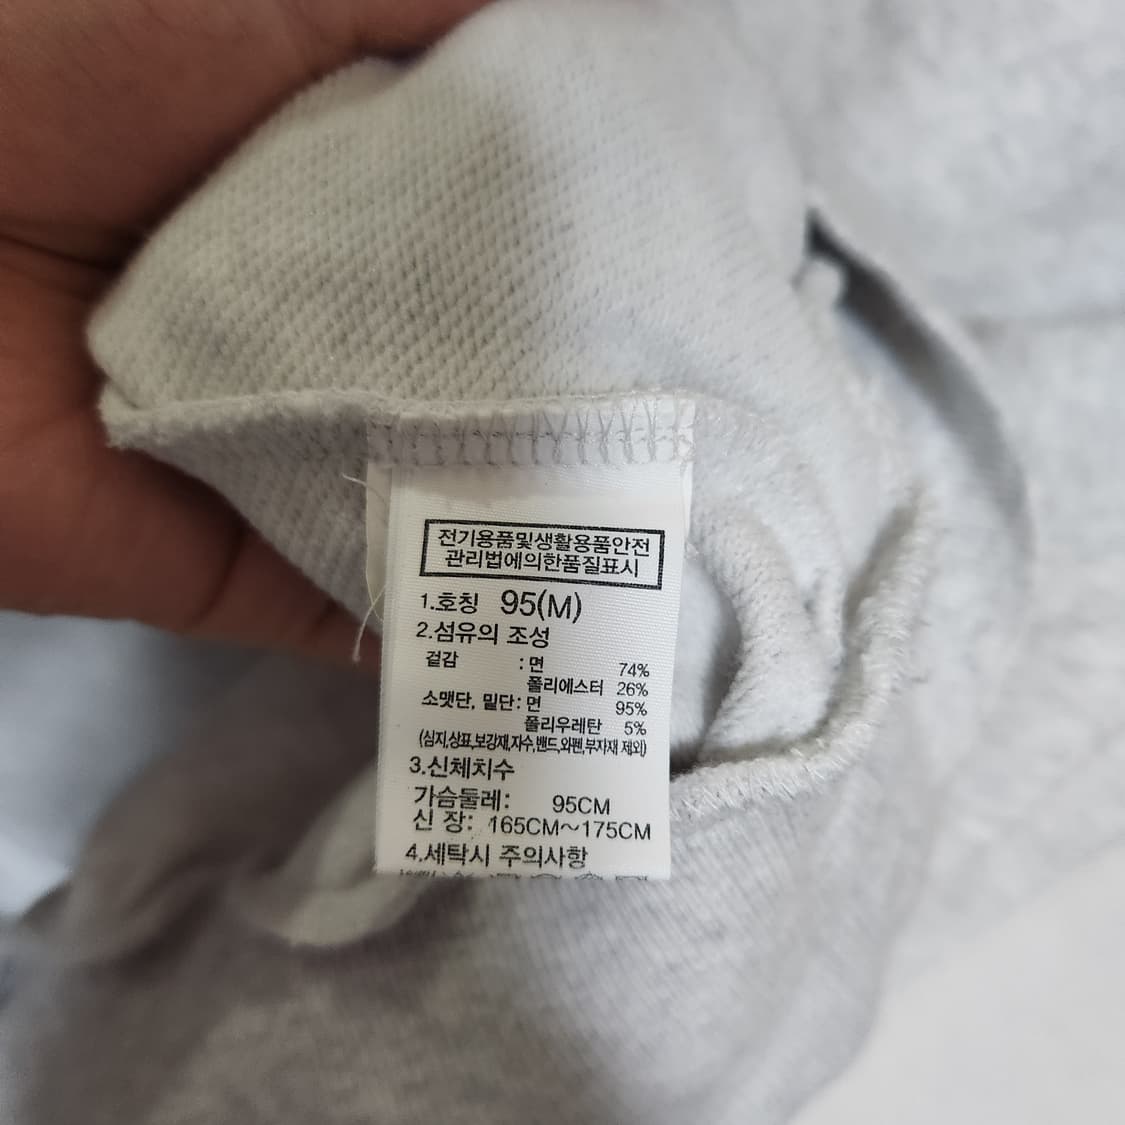 전기용품및생활용품안전
관리법에의한품질표시
1.호칭 95(M)
2.섬유의 조성
겉감 : 면 74%
폴리에스터 26%
소맷단, 밑단: 면 95%
폴리우레탄 5%
(심지,상표,보강재,자수,밴드,와펜,부자재 제외)
3.신체치수
가슴둘레: 95CM
신 장: 165CM~175CM
4.세탁시 주의사항